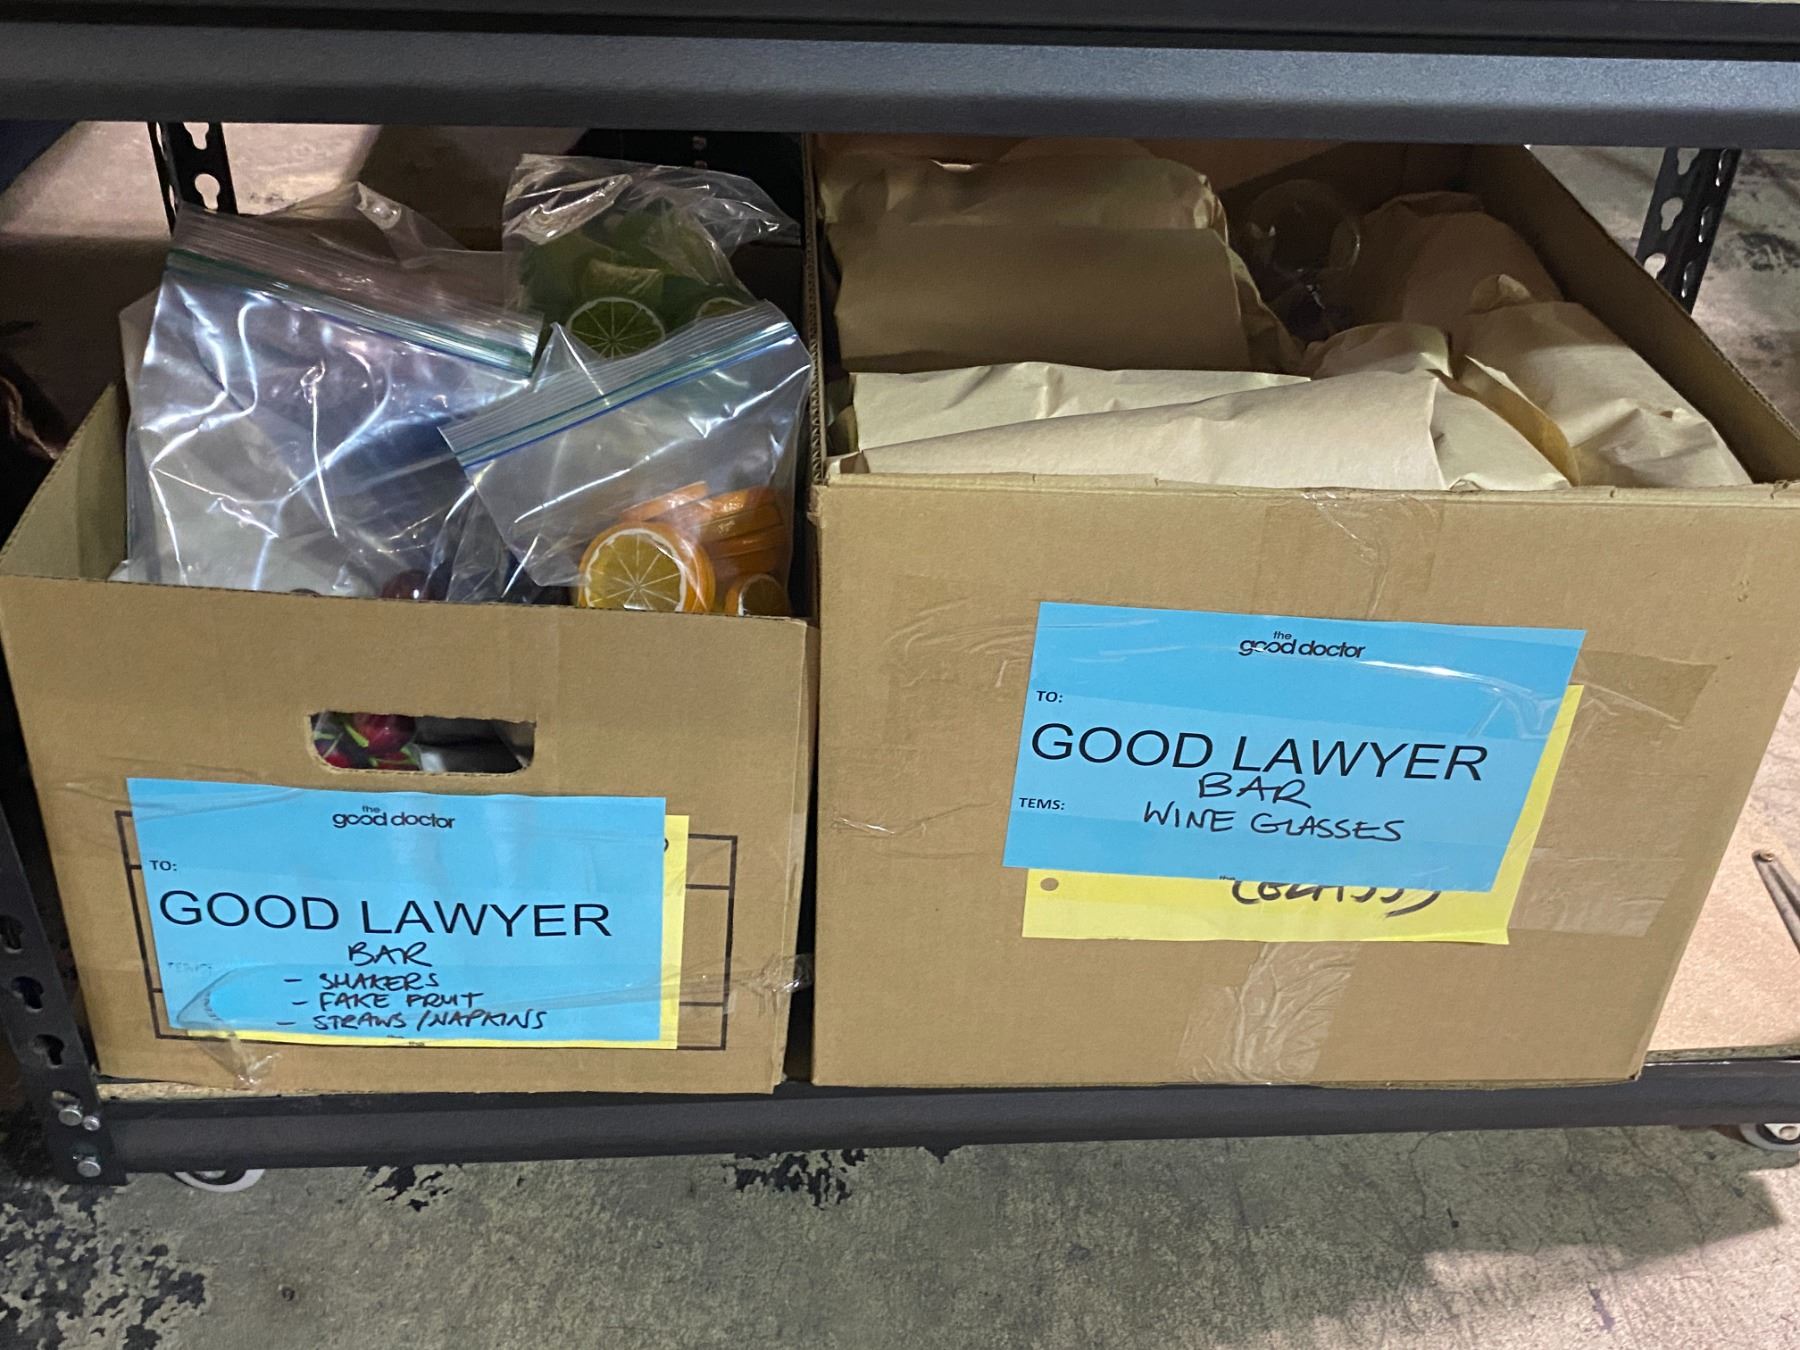 the
good doctor
TO:
GOOD LAWYER
BAR
- SHAKERS
- FAKE FRUIT
- STRAWS/NAPKINS
the
good doctor
TO:
GOOD LAWYER
BAR
TEMS:
WINE GLASSES